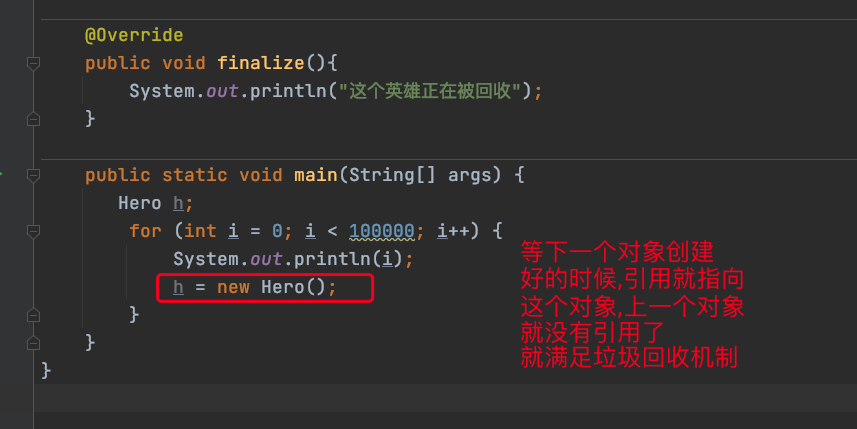 @Override
public void finalize(){
System.out.println("这个英雄正在被回收");
}
public static void main(String[] args) {
Hero h;
for (int i = 0; i < 100000; i++) {
System.out.println(i);
h = new Hero();
}
}
}
等下一个对象创建
好的时候,引用就指向
这个对象,上一个对象
就没有引用了
就满足垃圾回收机制